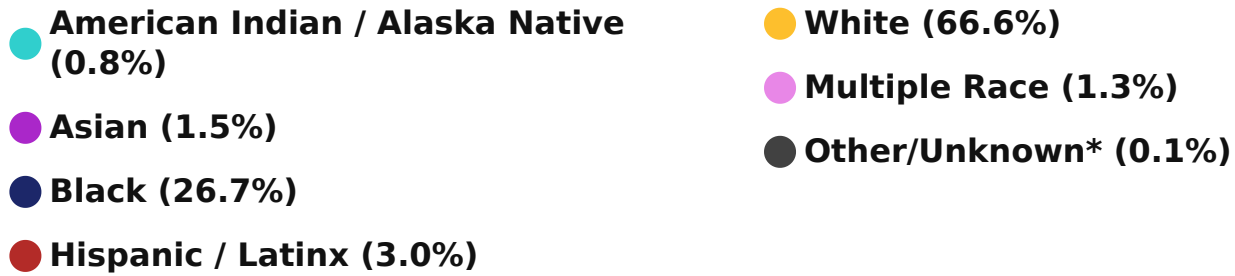 American Indian / Alaska Native
(0.8%)
Asian (1.5%)
Black (26.7%)
Hispanic / Latinx (3.0%)
White (66.6%)
Multiple Race (1.3%)
Other/Unknown* (0.1%)